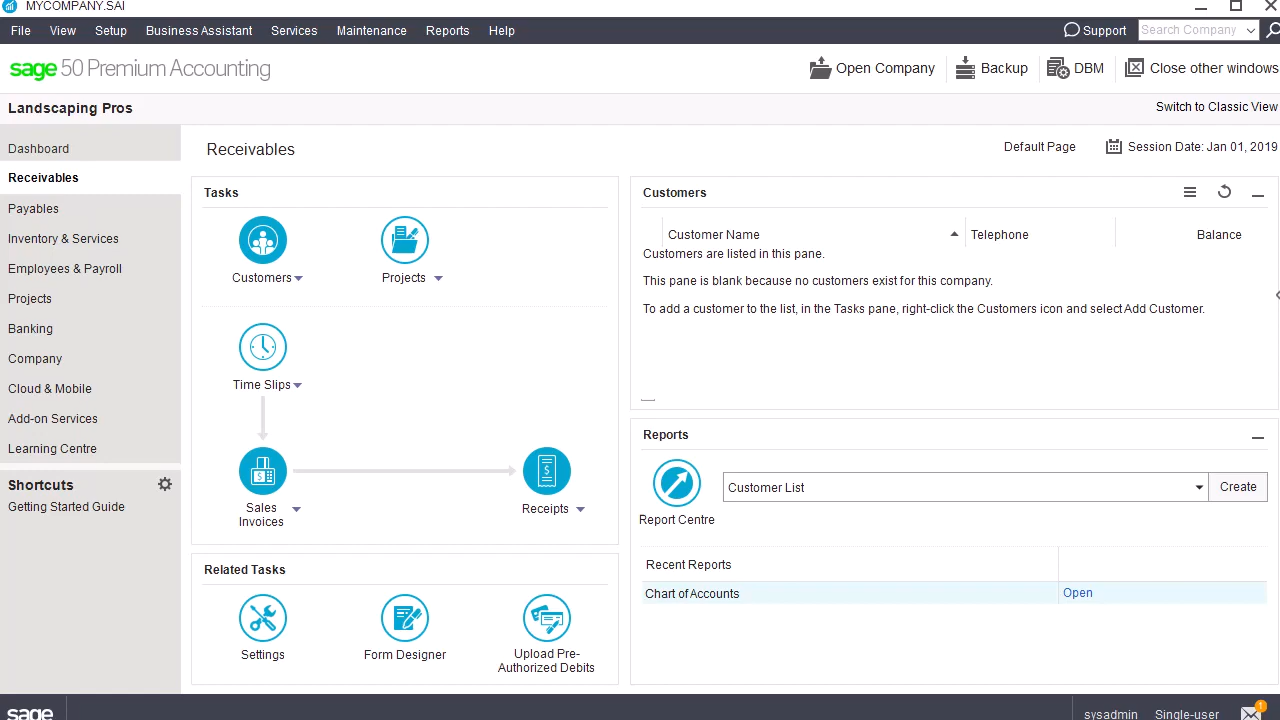 MYCOMPANY.SAI
File View Setup Business Assistant Services Maintenance Reports Help
Support Search Company
sage 50 Premium Accounting
Open Company Backup DBM Close other windows
Landscaping Pros
Switch to Classic View
Dashboard
Receivables
Payables
Inventory & Services
Employees & Payroll
Projects
Banking
Company
Cloud & Mobile
Add-on Services
Learning Centre
Shortcuts
Getting Started Guide
Receivables
Default Page
Session Date: Jan 01, 2019
Tasks
Customers
Projects
Time Slips
Sales
Invoices
Receipts
Related Tasks
Settings
Form Designer
Upload Pre-
Authorized Debits
Customers
Customer Name Telephone Balance
Customers are listed in this pane.
This pane is blank because no customers exist for this company.
To add a customer to the list, in the Tasks pane, right-click the Customers icon and select Add Customer.
Reports
Report Centre
Customer List
Create
Recent Reports
Chart of Accounts Open
sage
sysadmin Single-user 1